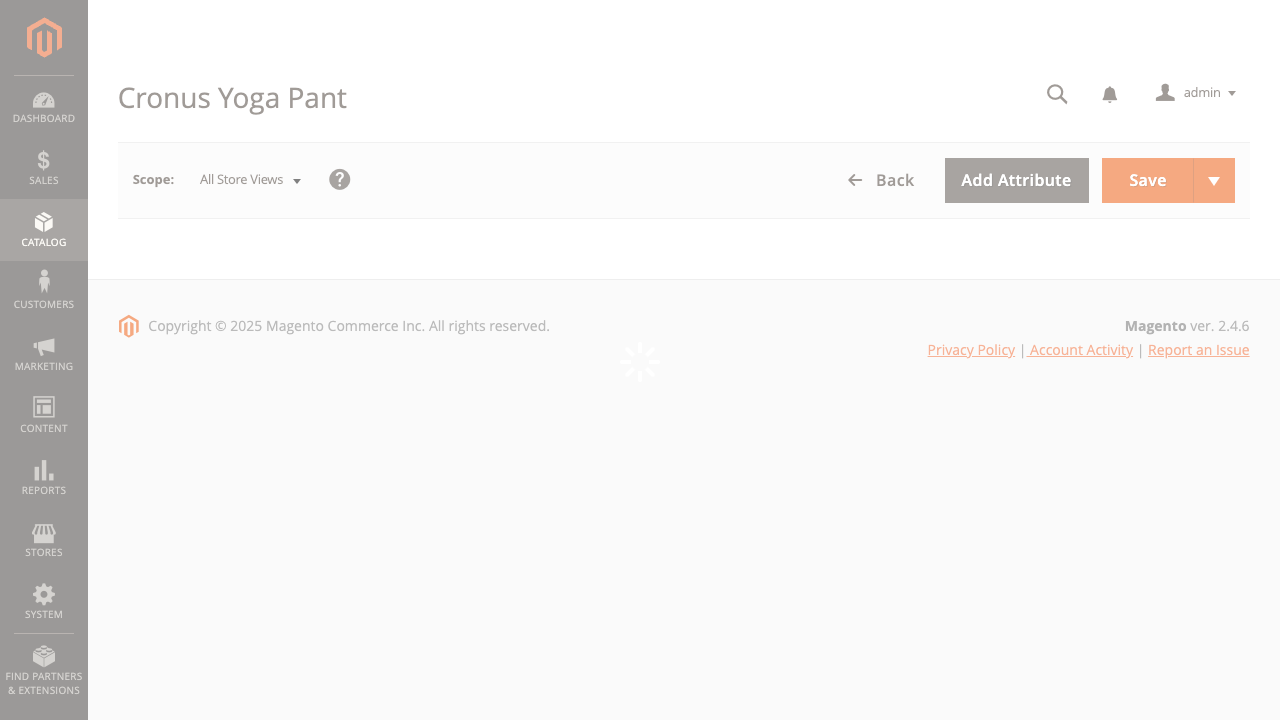 Cronus Yoga Pant
admin
Scope: All Store Views
Back
Add Attribute
Save
DASHBOARD
SALES
CATALOG
CUSTOMERS
MARKETING
CONTENT
REPORTS
STORES
SYSTEM
FIND PARTNERS
& EXTENSIONS
Copyright © 2025 Magento Commerce Inc. All rights reserved.
Magento ver. 2.4.6
Privacy Policy | Account Activity | Report an Issue